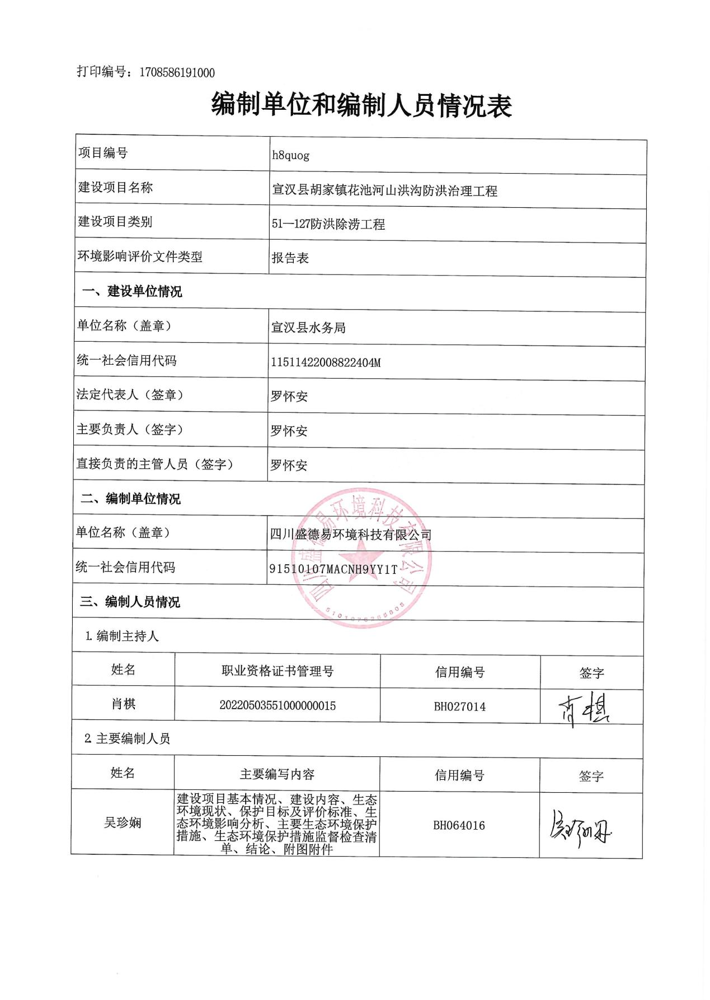 打印编号：1708586191000
编制单位和编制人员情况表
项目编号 h8quog
建设项目名称 宣汉县胡家镇花池河山洪沟防洪治理工程
建设项目类别 51—127防洪除涝工程
环境影响评价文件类型 报告表
一、建设单位情况
单位名称（盖章） 宣汉县水务局
统一社会信用代码 11511422008822404M
法定代表人（签章） 罗怀安
主要负责人（签字） 罗怀安
直接负责的主管人员（签字） 罗怀安
二、编制单位情况
四川盛德易环境科技有限公司
单位名称（盖章） 四川盛德易环境科技有限公司
统一社会信用代码 91510107MACNH9YY1T
三、编制人员情况
1.编制主持人
姓名 职业资格证书管理号 信用编号 签字
肖棋 20220503551000000015 BH027014 肖棋
2.主要编制人员
姓名 主要编写内容 信用编号 签字
建设项目基本情况、建设内容、生态
环境现状、保护目标及评价标准、生
吴珍娴 态环境影响分析、主要生态环境保护 BH064016 吴珍娴
措施、生态环境保护措施监督检查清
单、结论、附图附件